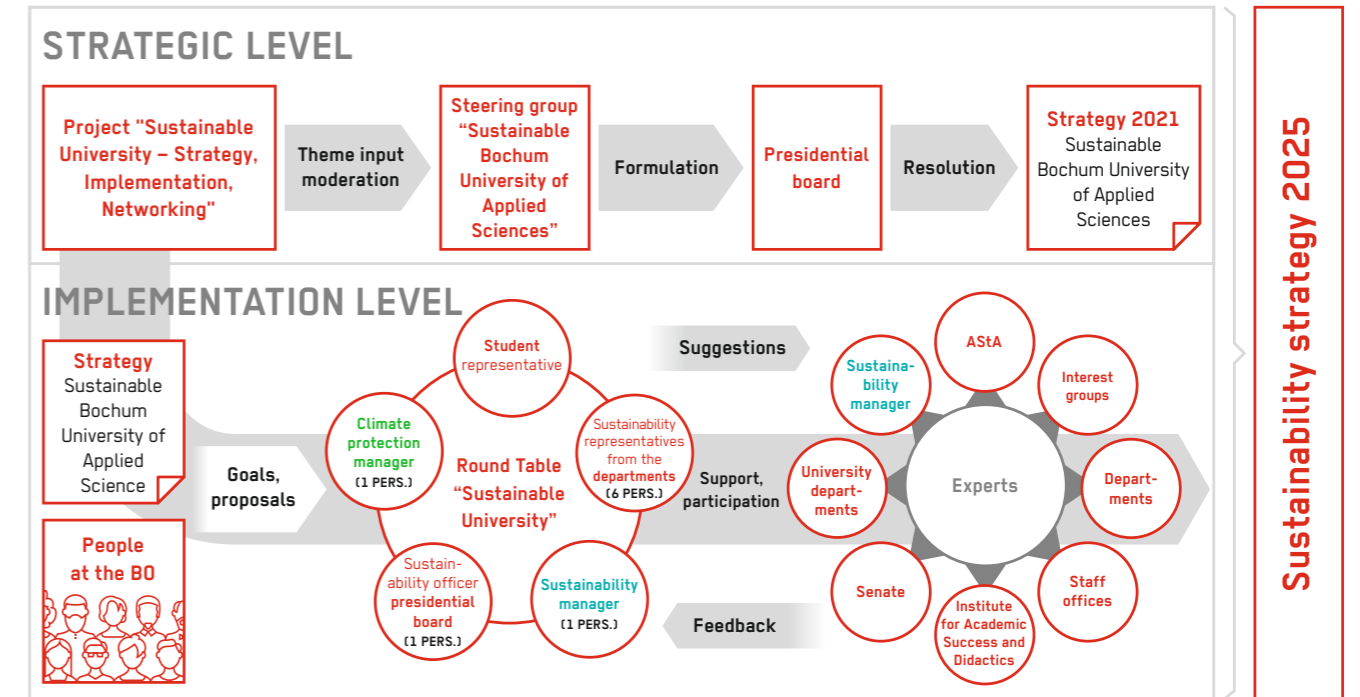 STRATEGIC LEVEL
Project "Sustainable
University – Strategy,
Implementation,
Networking"
Theme input
moderation
Steering group
“Sustainable
Bochum
University of
Applied
Sciences”
Formulation
Presidential
board
Resolution
Strategy 2021
Sustainable
Bochum University
of Applied
Sciences
IMPLEMENTATION LEVEL
Strategy
Sustainable
Bochum
University of
Applied
Science
People
at the BO
Goals,
proposals
Student
representative
Climate
protection
manager
(1 PERS.)
Sustainability
representatives
from the
departments
(6 PERS.)
Round Table
“Sustainable
University”
Sustain-
ability officer
presidential
board
(1 PERS.)
Sustainability
manager
(1 PERS.)
Suggestions
Support,
participation
Feedback
Experts
AStA
Interest
groups
Depart-
ments
Staff
offices
Institute
for Academic
Success and
Didactics
Senate
University
depart-
ments
Sustaina-
bility
manager
Sustainability strategy 2025